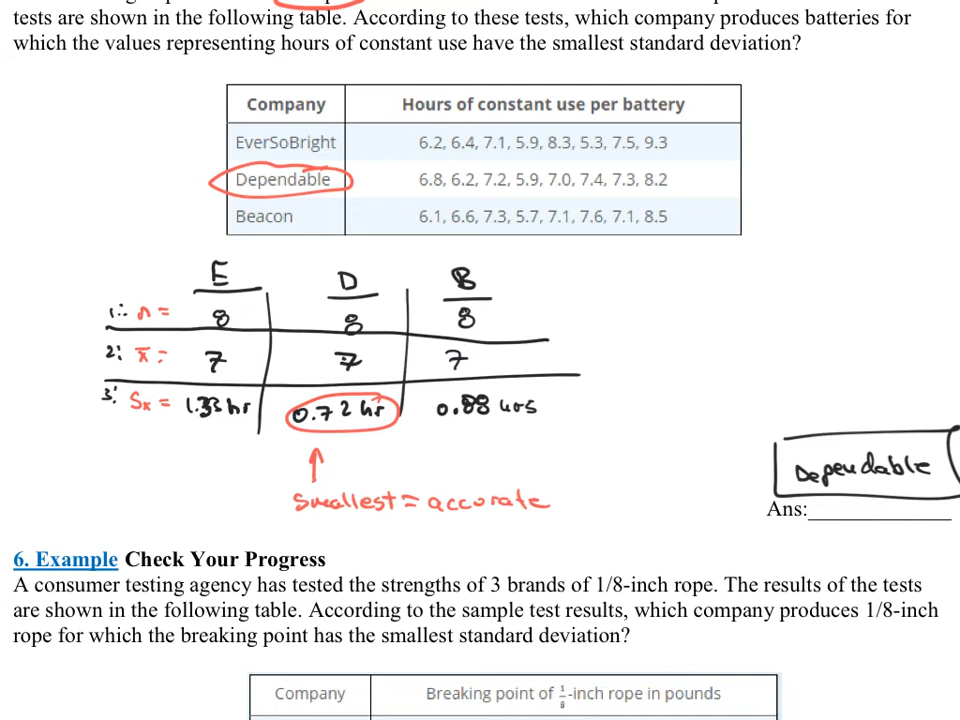 tests are shown in the following table. According to these tests, which company produces batteries for
which the values representing hours of constant use have the smallest standard deviation?
Company Hours of constant use per battery
EverSoBright 6.2, 6.4, 7.1, 5.9, 8.3, 5.3, 7.5, 9.3
Dependable 6.8, 6.2, 7.2, 5.9, 7.0, 7.4, 7.3, 8.2
Beacon 6.1, 6.6, 7.3, 5.7, 7.1, 7.6, 7.1, 8.5
E D B
1: n = 8 8 8
2: x̄ = 7 7 7
3: Sx = 1.33 hr 0.72 hr 0.88 hrs
Smallest = accorate
Dependable
Ans:______________
6. Example Check Your Progress
A consumer testing agency has tested the strengths of 3 brands of 1/8-inch rope. The results of the tests
are shown in the following table. According to the sample test results, which company produces 1/8-inch
rope for which the breaking point has the smallest standard deviation?
Company Breaking point of 1/8-inch rope in pounds